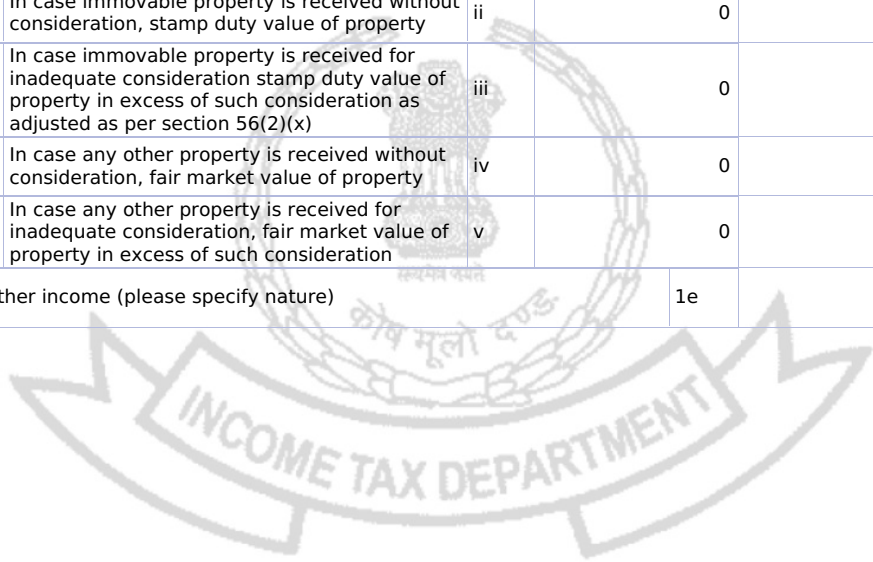 In case immovable property is received without
consideration, stamp duty value of property ii 0
In case immovable property is received for
inadequate consideration stamp duty value of
property in excess of such consideration as
adjusted as per section 56(2)(x) iii 0
In case any other property is received without
consideration, fair market value of property iv 0
In case any other property is received for
inadequate consideration, fair market value of
property in excess of such consideration v 0
ther income (please specify nature) 1e
सत्यमेव जयते
कोष मूलो दण्डः
INCOME TAX DEPARTMENT